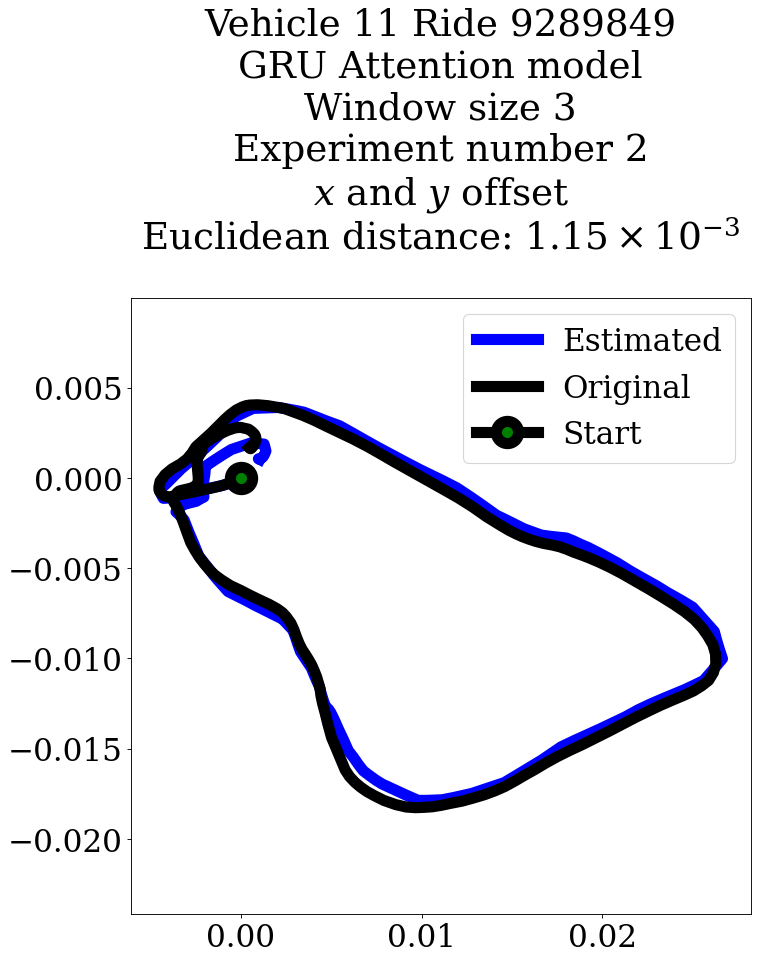 Vehicle 11 Ride 9289849
GRU Attention model
Window size 3
Experiment number 2
x and y offset
Euclidean distance: 1.15 × 10⁻³
Estimated
Original
Start
0.005
0.000
−0.005
−0.010
−0.015
−0.020
0.00 0.01 0.02